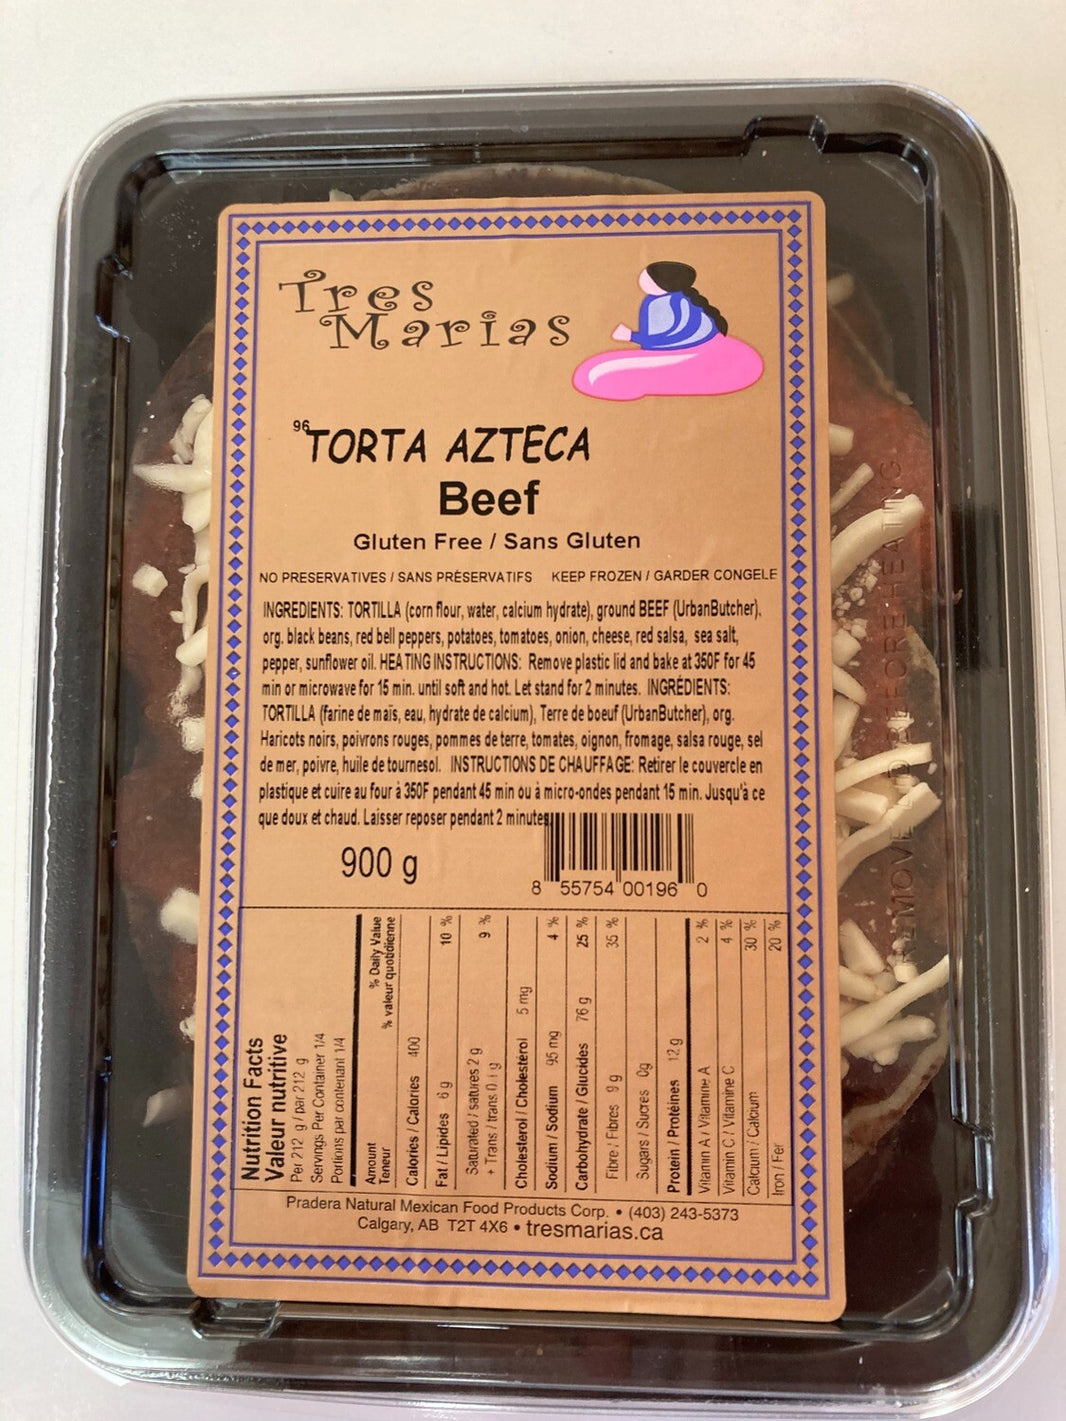 Tres
Marias
96
TORTA AZTECA
Beef
Gluten Free / Sans Gluten
NO PRESERVATIVES / SANS PRÉSERVATIFS KEEP FROZEN / GARDER CONGELE
INGREDIENTS: TORTILLA (corn flour, water, calcium hydrate), ground BEEF (UrbanButcher),
org. black beans, red bell peppers, potatoes, tomatoes, onion, cheese, red salsa, sea salt,
pepper, sunflower oil. HEATING INSTRUCTIONS: Remove plastic lid and bake at 350F for 45
min or microwave for 15 min. until soft and hot. Let stand for 2 minutes. INGRÉDIENTS:
TORTILLA (farine de maïs, eau, hydrate de calcium), Terre de boeuf (UrbanButcher), org.
Haricots noirs, poivrons rouges, pommes de terre, tomates, oignon, fromage, salsa rouge, sel
de mer, poivre, huile de tournesol. INSTRUCTIONS DE CHAUFFAGE: Retirer le couvercle en
plastique et cuire au four à 350F pendant 45 min ou à micro-ondes pendant 15 min. Jusqu'à ce
que doux et chaud. Laisser reposer pendant 2 minutes
900 g
8 55754 00196 0
Nutrition Facts
Valeur nutritive
Per 212 g / par 212 g
Servings Per Container 1/4
Portions par contenant 1/4
Amount % Daily Value
Teneur % valeur quotidienne
Calories / Calories 400
Fat / Lipides 6 g 10 %
Saturated / satures 2 g 9 %
+ Trans / trans 0.1 g
Cholesterol / Cholesterol 5 mg
Sodium / Sodium 95 mg 4 %
Carbohydrate / Glucides 76 g 25 %
Fibre / Fibres 9 g 35 %
Sugars / Sucres 0g
Protein / Protéines 12 g
Vitamin A / Vitamine A 2 %
Vitamin C / Vitamine C 4 %
Calcium / Calcium 30 %
Iron / Fer 20 %
Pradera Natural Mexican Food Products Corp. • (403) 243-5373
Calgary, AB T2T 4X6 • tresmarias.ca
BEFORE HEATING